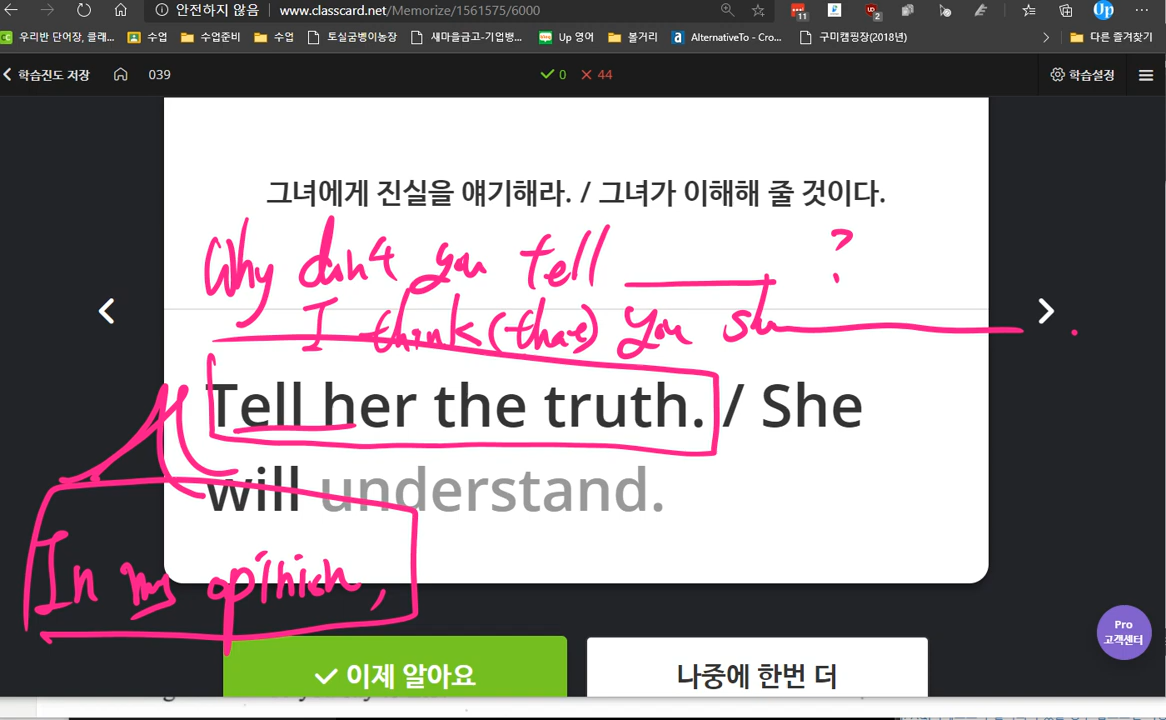 안전하지 않음 www.classcard.net/Memorize/1561575/6000 11 2 Up
우리반 단어장, 클래... 수업 수업준비 수업 토실굼벵이농장 새마을금고-기업뱅... Up 영어 볼거리 AlternativeTo - Cro... 구미캠핑장(2018년) 다른 즐겨찾기
학습진도 저장 039 0 44 학습설정
그녀에게 진실을 얘기해라. / 그녀가 이해해 줄 것이다.
Why don't you tell ?
I think (that) you sh .
Tell her the truth. / She
will understand.
In my opinion,
Pro
고객센터
이제 알아요 나중에 한번 더